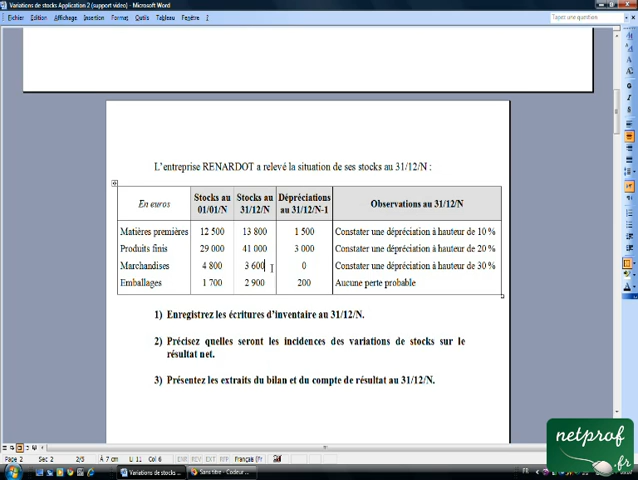 Variations de stocks Application 2 (support video) - Microsoft Word
Fichier Edition Affichage Insertion Format Outils Tableau Fenêtre ?
L'entreprise RENARDOT a relevé la situation de ses stocks au 31/12/N :
En euros Stocks au 01/01/N Stocks au 31/12/N Dépréciations au 31/12/N-1 Observations au 31/12/N
Matières premières 12 500 13 800 1 500 Constater une dépréciation à hauteur de 10 %
Produits finis 29 000 41 000 3 000 Constater une dépréciation à hauteur de 20 %
Marchandises 4 800 3 600 0 Constater une dépréciation à hauteur de 30 %
Emballages 1 700 2 900 200 Aucune perte probable
1) Enregistrez les écritures d'inventaire au 31/12/N.
2) Précisez quelles seront les incidences des variations de stocks sur le
résultat net.
3) Présentez les extraits du bilan et du compte de résultat au 31/12/N.
netprof
.fr
Page 2 Sec 2 2/5 À 7 cm Li 11 Col 6 ENR REV EXT RFP Français (Fr
Variations de stocks... Sans titre - Codeur ... FR